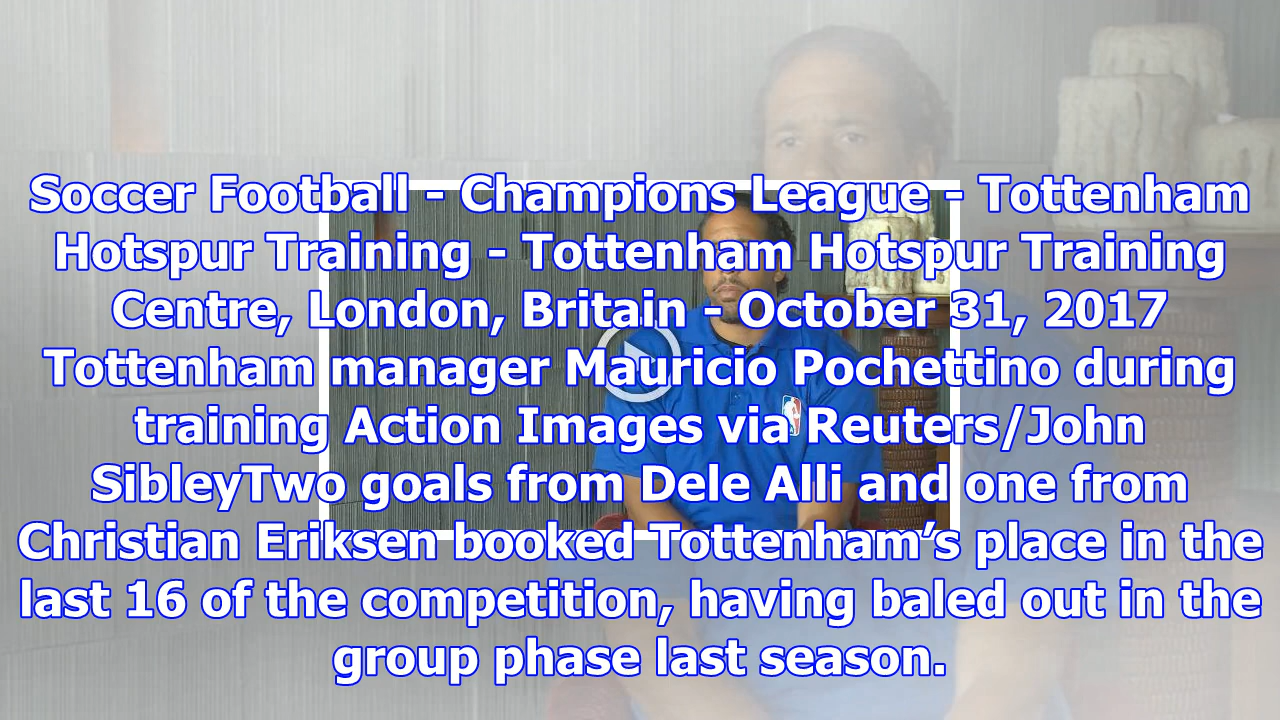 Soccer Football - Champions League - Tottenham
Hotspur Training - Tottenham Hotspur Training
Centre, London, Britain - October 31, 2017
Tottenham manager Mauricio Pochettino during
training Action Images via Reuters/John
SibleyTwo goals from Dele Alli and one from
Christian Eriksen booked Tottenham’s place in the
last 16 of the competition, having baled out in the
group phase last season.